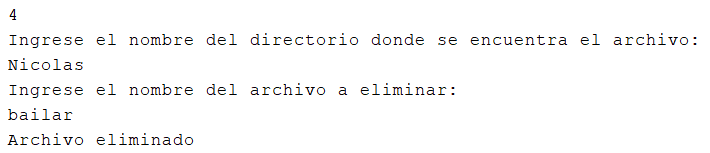 4
Ingrese el nombre del directorio donde se encuentra el archivo:
Nicolas
Ingrese el nombre del archivo a eliminar:
bailar
Archivo eliminado